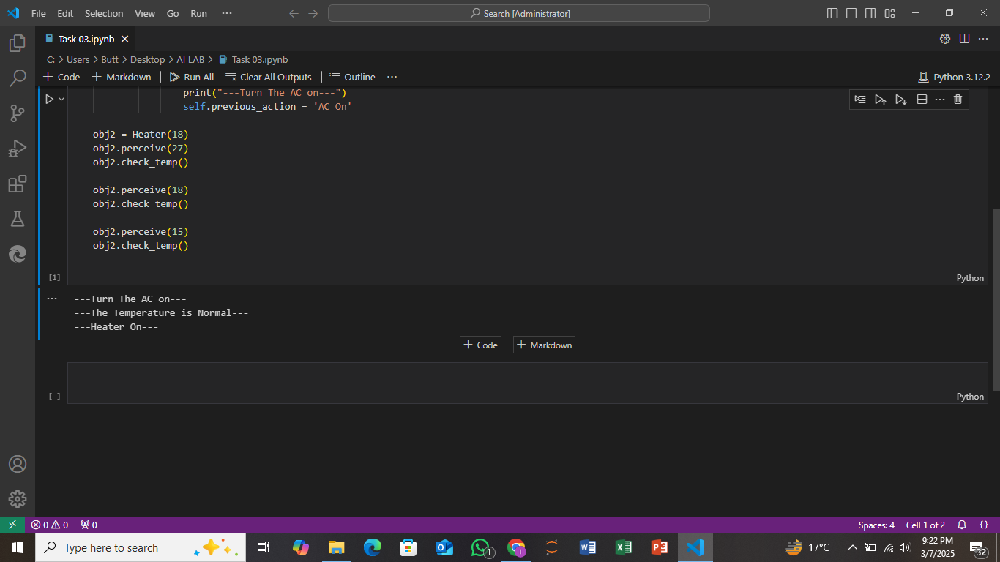 File Edit Selection View Go Run ···
Search [Administrator]
Task 03.ipynb
C: > Users > Butt > Desktop > AI LAB > Task 03.ipynb
+ Code + Markdown | Run All Clear All Outputs | Outline ···
Python 3.12.2
print("---Turn The AC on---")
self.previous_action = 'AC On'
obj2 = Heater(18)
obj2.perceive(27)
obj2.check_temp()
obj2.perceive(18)
obj2.check_temp()
obj2.perceive(15)
obj2.check_temp()
[1]
Python
---Turn The AC on---
---The Temperature is Normal---
---Heater On---
+ Code + Markdown
[ ]
Python
0 0 0
Spaces: 4 Cell 1 of 2 {}
Type here to search
1
17°C
9:22 PM
3/7/2025
32